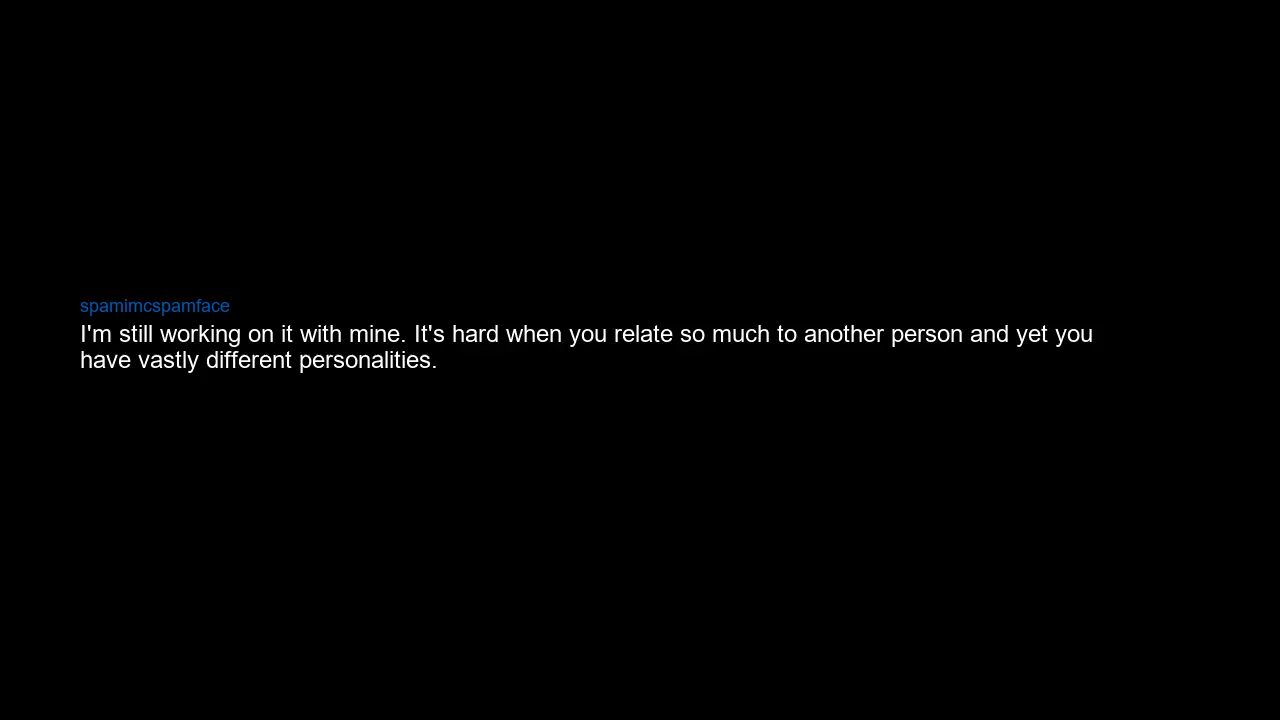 spamimcspamface
I'm still working on it with mine. It's hard when you relate so much to another person and yet you
have vastly different personalities.